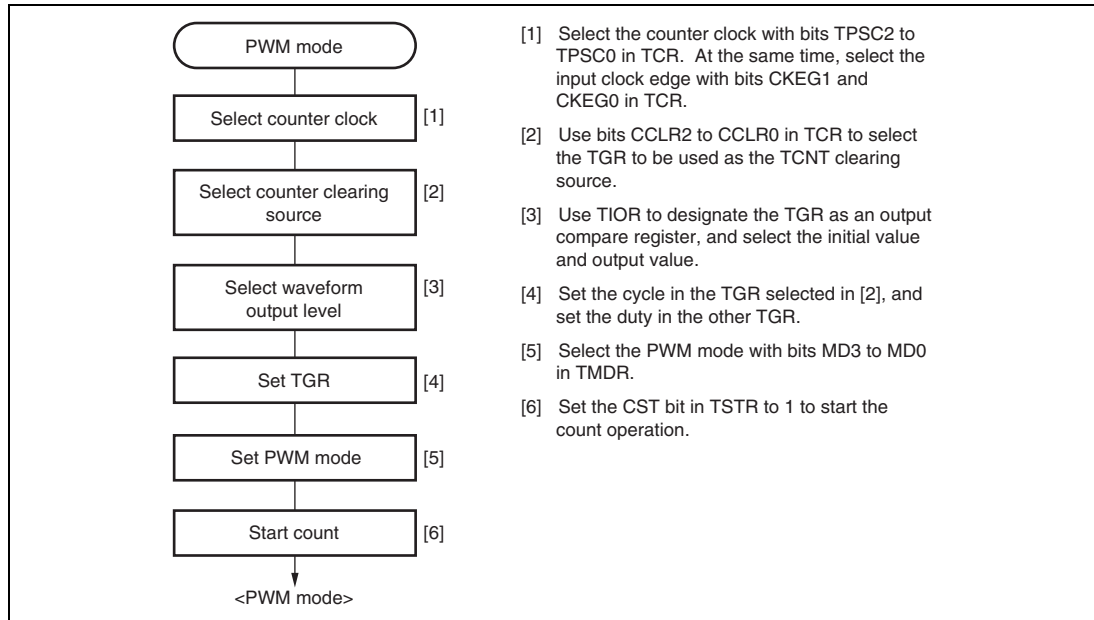 PWM mode
Select counter clock
[1]
Select counter clearing
source
[2]
Select waveform
output level
[3]
Set TGR
[4]
Set PWM mode
[5]
Start count
[6]
<PWM mode>
[1] Select the counter clock with bits TPSC2 to
TPSC0 in TCR. At the same time, select the
input clock edge with bits CKEG1 and
CKEG0 in TCR.
[2] Use bits CCLR2 to CCLR0 in TCR to select
the TGR to be used as the TCNT clearing
source.
[3] Use TIOR to designate the TGR as an output
compare register, and select the initial value
and output value.
[4] Set the cycle in the TGR selected in [2], and
set the duty in the other TGR.
[5] Select the PWM mode with bits MD3 to MD0
in TMDR.
[6] Set the CST bit in TSTR to 1 to start the
count operation.